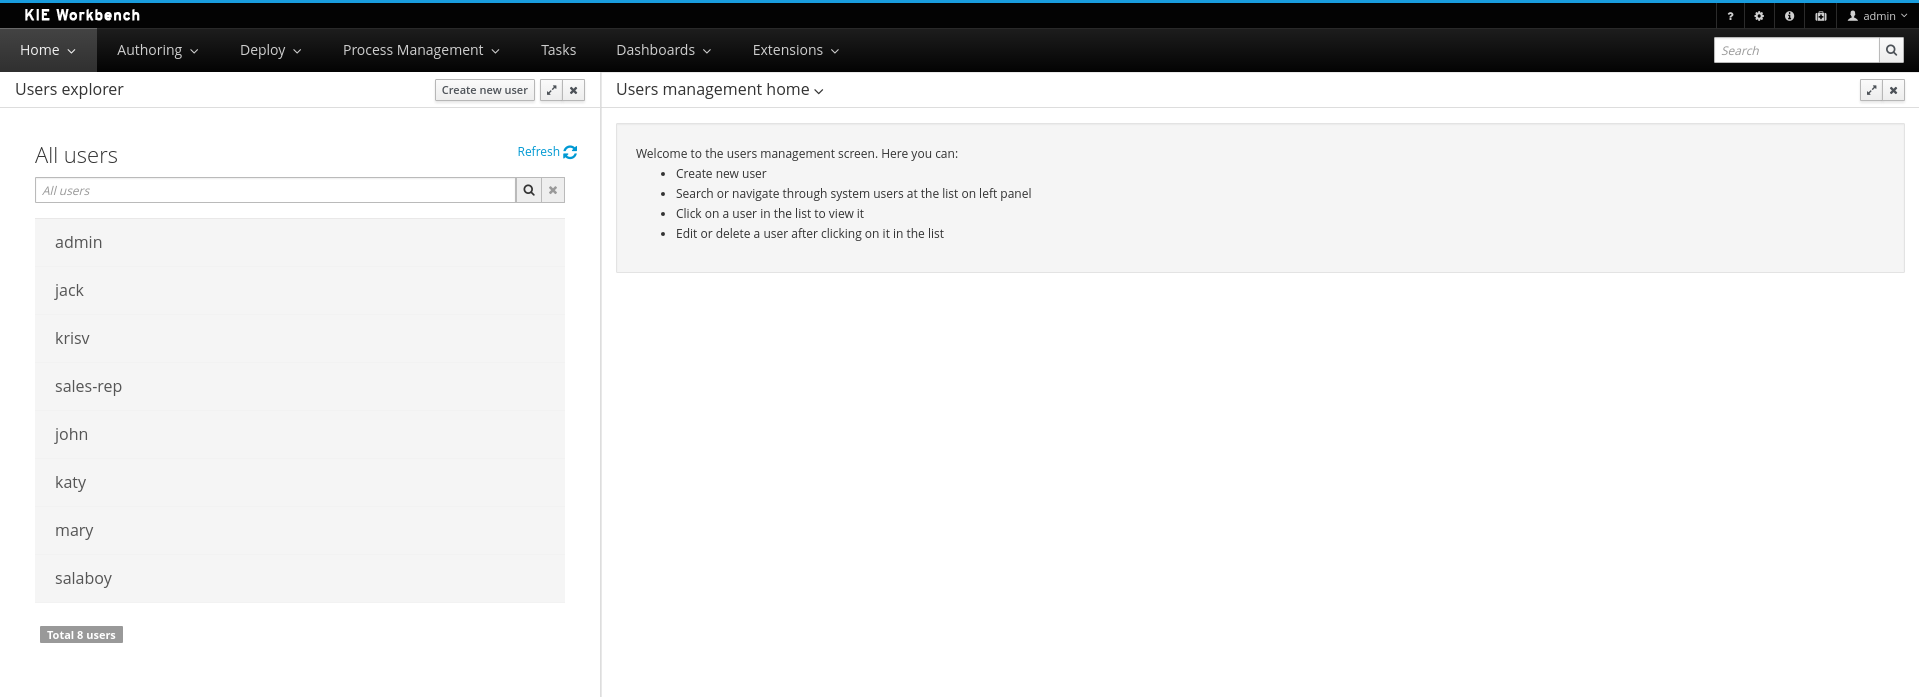 KIE Workbench
? admin
Home Authoring Deploy Process Management Tasks Dashboards Extensions Search
Users explorer Create new user
All users Refresh
All users
admin
jack
krisv
sales-rep
john
katy
mary
salaboy
Total 8 users
Users management home
Welcome to the users management screen. Here you can:
• Create new user
• Search or navigate through system users at the list on left panel
• Click on a user in the list to view it
• Edit or delete a user after clicking on it in the list